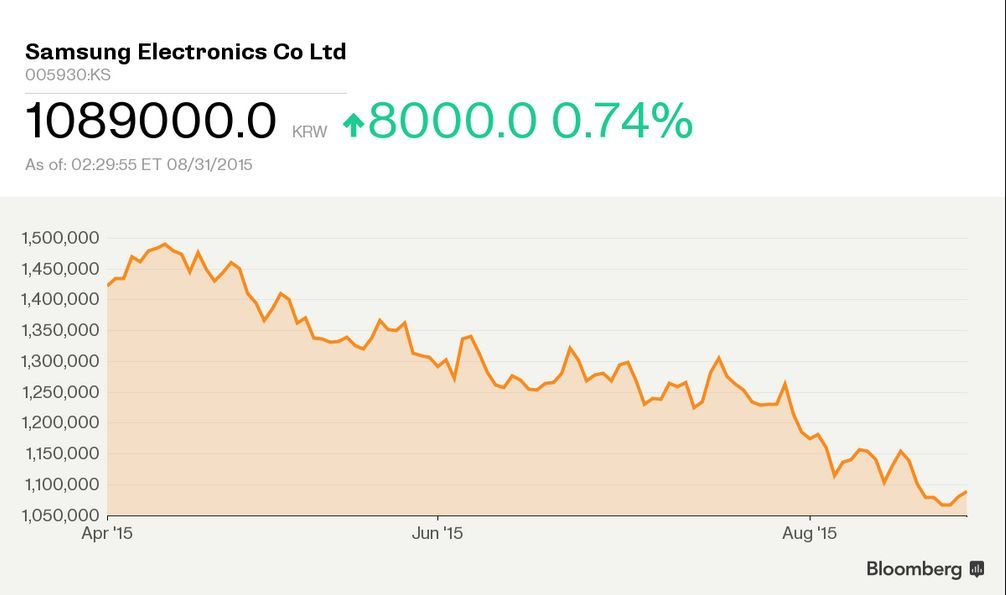 Samsung Electronics Co Ltd
005930:KS
1089000.0 KRW ↑8000.0 0.74%
As of: 02:29:55 ET 08/31/2015
1,500,000
1,450,000
1,400,000
1,350,000
1,300,000
1,250,000
1,200,000
1,150,000
1,100,000
1,050,000
Apr '15 Jun '15 Aug '15
Bloomberg